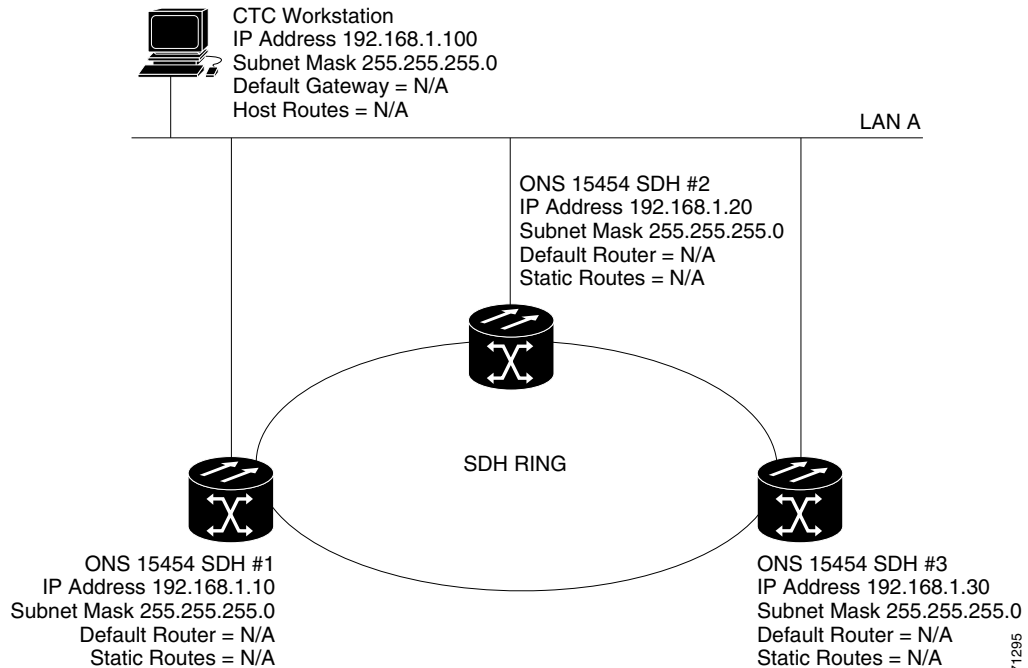 CTC Workstation
IP Address 192.168.1.100
Subnet Mask 255.255.255.0
Default Gateway = N/A
Host Routes = N/A
LAN A
ONS 15454 SDH #2
IP Address 192.168.1.20
Subnet Mask 255.255.255.0
Default Router = N/A
Static Routes = N/A
SDH RING
ONS 15454 SDH #1
IP Address 192.168.1.10
Subnet Mask 255.255.255.0
Default Router = N/A
Static Routes = N/A
ONS 15454 SDH #3
IP Address 192.168.1.30
Subnet Mask 255.255.255.0
Default Router = N/A
Static Routes = N/A
71295